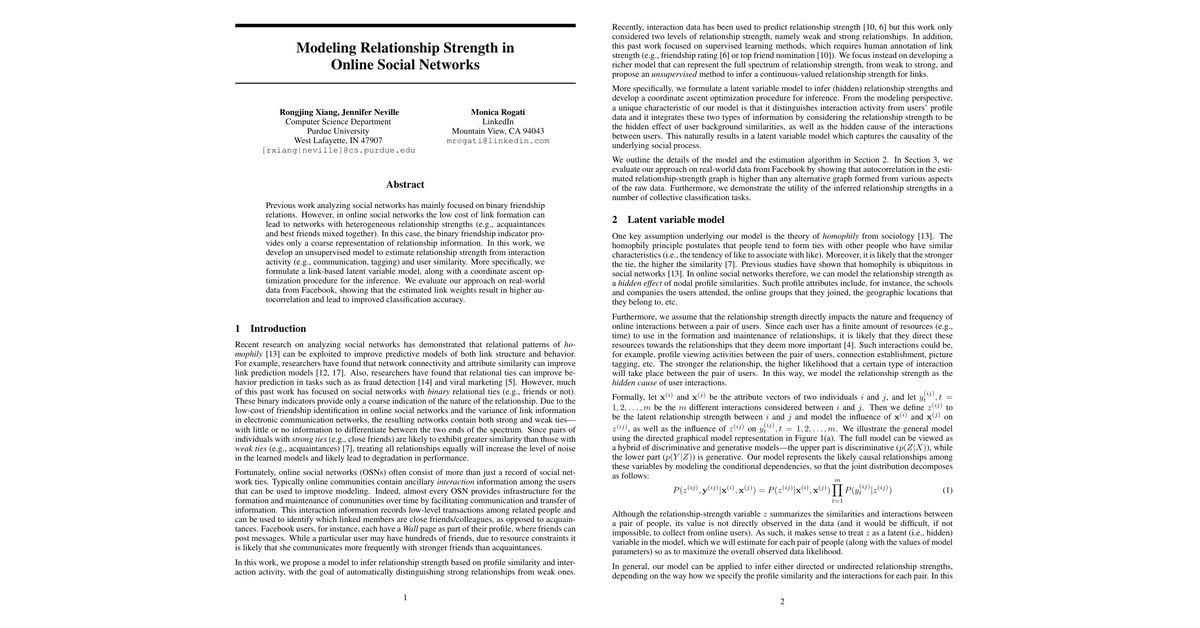 Modeling Relationship Strength in
Online Social Networks
Rongjing Xiang, Jennifer Neville
Computer Science Department
Purdue University
West Lafayette, IN 47907
[rxiang|neville]@cs.purdue.edu
Monica Rogati
LinkedIn
Mountain View, CA 94043
mrogati@linkedin.com
Abstract
Previous work analyzing social networks has mainly focused on binary friendship
relations. However, in online social networks the low cost of link formation can
lead to networks with heterogeneous relationship strengths (e.g., acquaintances
and best friends mixed together). In this case, the binary friendship indicator pro-
vides only a coarse representation of relationship information. In this work, we
develop an unsupervised model to estimate relationship strength from interaction
activity (e.g., communication, tagging) and user similarity. More specifically, we
formulate a link-based latent variable model, along with a coordinate ascent op-
timization procedure for the inference. We evaluate our approach on real-world
data from Facebook, showing that the estimated link weights result in higher au-
tocorrelation and lead to improved classification accuracy.
1 Introduction
Recent research on analyzing social networks has demonstrated that relational patterns of ho-
mophily [13] can be exploited to improve predictive models of both link structure and behavior.
For example, researchers have found that network connectivity and attribute similarity can improve
link prediction models [12, 17]. Also, researchers have found that relational ties can improve be-
havior prediction in tasks such as as fraud detection [14] and viral marketing [5]. However, much
of this past work has focused on social networks with binary relational ties (e.g., friends or not).
These binary indicators provide only a coarse indication of the nature of the relationship. Due to the
low-cost of friendship identification in online social networks and the variance of link information
in electronic communication networks, the resulting networks contain both strong and weak ties—
with little or no information to differentiate between the two ends of the spectrum. Since pairs of
individuals with strong ties (e.g., close friends) are likely to exhibit greater similarity than those with
weak ties (e.g., acquaintances) [7], treating all relationships equally will increase the level of noise
in the learned models and likely lead to degradation in performance.
Fortunately, online social networks (OSNs) often consist of more than just a record of social net-
work ties. Typically online communities contain ancillary interaction information among the users
that can be used to improve modeling. Indeed, almost every OSN provides infrastructure for the
formation and maintenance of communities over time by facilitating communication and transfer of
information. This interaction information records low-level transactions among related people and
can be used to identify which linked members are close friends/colleagues, as opposed to acquain-
tances. Facebook users, for instance, each have a Wall page as part of their profile, where friends can
post messages. While a particular user may have hundreds of friends, due to resource constraints it
is likely that she communicates more frequently with stronger friends than acquaintances.
In this work, we propose a model to infer relationship strength based on profile similarity and inter-
action activity, with the goal of automatically distinguishing strong relationships from weak ones.
1
Recently, interaction data has been used to predict relationship strength [10, 6] but this work only
considered two levels of relationship strength, namely weak and strong relationships. In addition,
this past work focused on supervised learning methods, which requires human annotation of link
strength (e.g., friendship rating [6] or top friend nomination [10]). We focus instead on developing a
richer model that can represent the full spectrum of relationship strength, from weak to strong, and
propose an unsupervised method to infer a continuous-valued relationship strength for links.
More specifically, we formulate a latent variable model to infer (hidden) relationship strengths and
develop a coordinate ascent optimization procedure for inference. From the modeling perspective,
a unique characteristic of our model is that it distinguishes interaction activity from users' profile
data and it integrates these two types of information by considering the relationship strength to be
the hidden effect of user background similarities, as well as the hidden cause of the interactions
between users. This naturally results in a latent variable model which captures the causality of the
underlying social process.
We outline the details of the model and the estimation algorithm in Section 2. In Section 3, we
evaluate our approach on real-world data from Facebook by showing that autocorrelation in the esti-
mated relationship-strength graph is higher than any alternative graph formed from various aspects
of the raw data. Furthermore, we demonstrate the utility of the inferred relationship strengths in a
number of collective classification tasks.
2 Latent variable model
One key assumption underlying our model is the theory of homophily from sociology [13]. The
homophily principle postulates that people tend to form ties with other people who have similar
characteristics (i.e., the tendency of like to associate with like). Moreover, it is likely that the stronger
the tie, the higher the similarity [7]. Previous studies have shown that homophily is ubiquitous in
social networks [13]. In online social networks therefore, we can model the relationship strength as
a hidden effect of nodal profile similarities. Such profile attributes include, for instance, the schools
and companies the users attended, the online groups that they joined, the geographic locations that
they belong to, etc.
Furthermore, we assume that the relationship strength directly impacts the nature and frequency of
online interactions between a pair of users. Since each user has a finite amount of resources (e.g.,
time) to use in the formation and maintenance of relationships, it is likely that they direct these
resources towards the relationships that they deem more important [4]. Such interactions could be,
for example, profile viewing activities between the pair of users, connection establishment, picture
tagging, etc. The stronger the relationship, the higher likelihood that a certain type of interaction
will take place between the pair of users. In this way, we model the relationship strength as the
hidden cause of user interactions.
Formally, let x^(i) and x^(j) be the attribute vectors of two individuals i and j, and let y_t^(ij), t =
1, 2, . . . , m be the m different interactions considered between i and j. Then we define z^(ij) to
be the latent relationship strength between i and j and model the influence of x^(i) and x^(j) on
z^(ij), as well as the influence of z^(ij) on y_t^(ij), t = 1, 2, . . . , m. We illustrate the general model
using the directed graphical model representation in Figure 1(a). The full model can be viewed as
a hybrid of discriminative and generative models—the upper part is discriminative (p(Z|X)), while
the lower part (p(Y|Z)) is generative. Our model represents the likely causal relationships among
these variables by modeling the conditional dependencies, so that the joint distribution decomposes
as follows:
P(z^(ij), y^(ij)|x^(i), x^(j)) = P(z^(ij)|x^(i), x^(j)) ∏_{t=1}^{m} P(y_t^(ij)|z^(ij)) (1)
Although the relationship-strength variable z summarizes the similarities and interactions between
a pair of people, its value is not directly observed in the data (and it would be difficult, if not
impossible, to collect from online users). As such, it makes sense to treat z as a latent (i.e., hidden)
variable in the model, which we will estimate for each pair of people (along with the values of model
parameters) so as to maximize the overall observed data likelihood.
In general, our model can be applied to infer either directed or undirected relationship strengths,
depending on the way how we specify the profile similarity and the interactions for each pair. In this
2